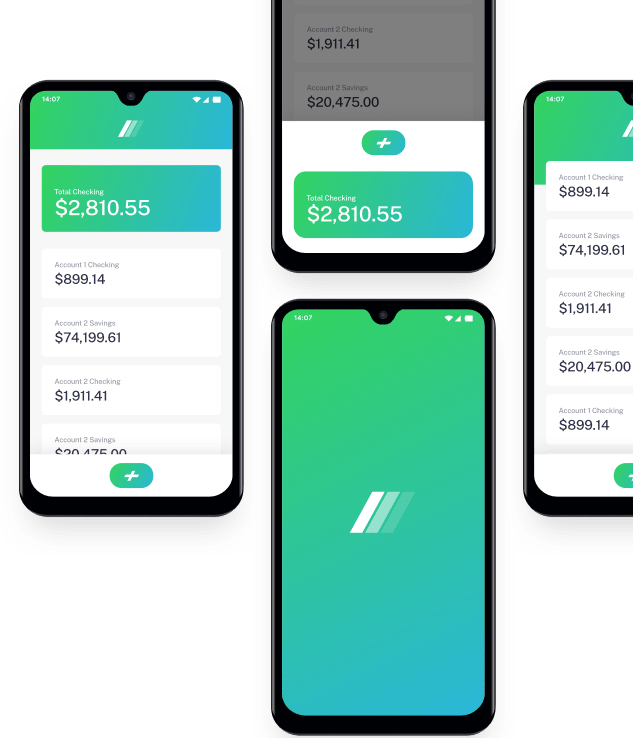 14:07
Total Checking
$2,810.55
Account 1 Checking
$899.14
Account 2 Savings
$74,199.61
Account 2 Checking
$1,911.41
Account 2 Savings
$20,475.00
Account 2 Checking
$1,911.41
Account 2 Savings
$20,475.00
Total Checking
$2,810.55
14:07
14:07
Account 1 Checking
$899.14
Account 2 Savings
$74,199.61
Account 2 Checking
$1,911.41
Account 2 Savings
$20,475.00
Account 1 Checking
$899.14